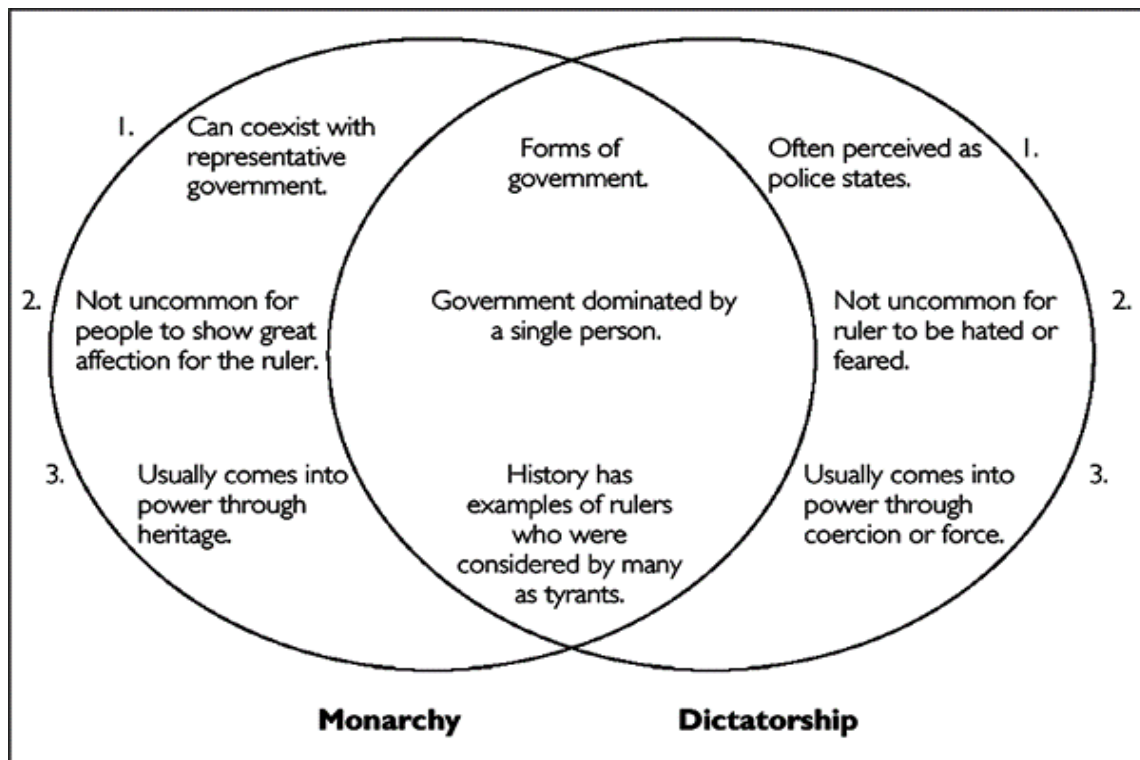 1.
Can coexist with
representative
government.
2.
Not uncommon for
people to show great
affection for the ruler.
3.
Usually comes into
power through
heritage.
Forms of
government.
Government dominated by
a single person.
History has
examples of rulers
who were
considered by many
as tyrants.
Often perceived as
police states.
1.
Not uncommon for
ruler to be hated or
feared.
2.
Usually comes into
power through
coercion or force.
3.
Monarchy
Dictatorship